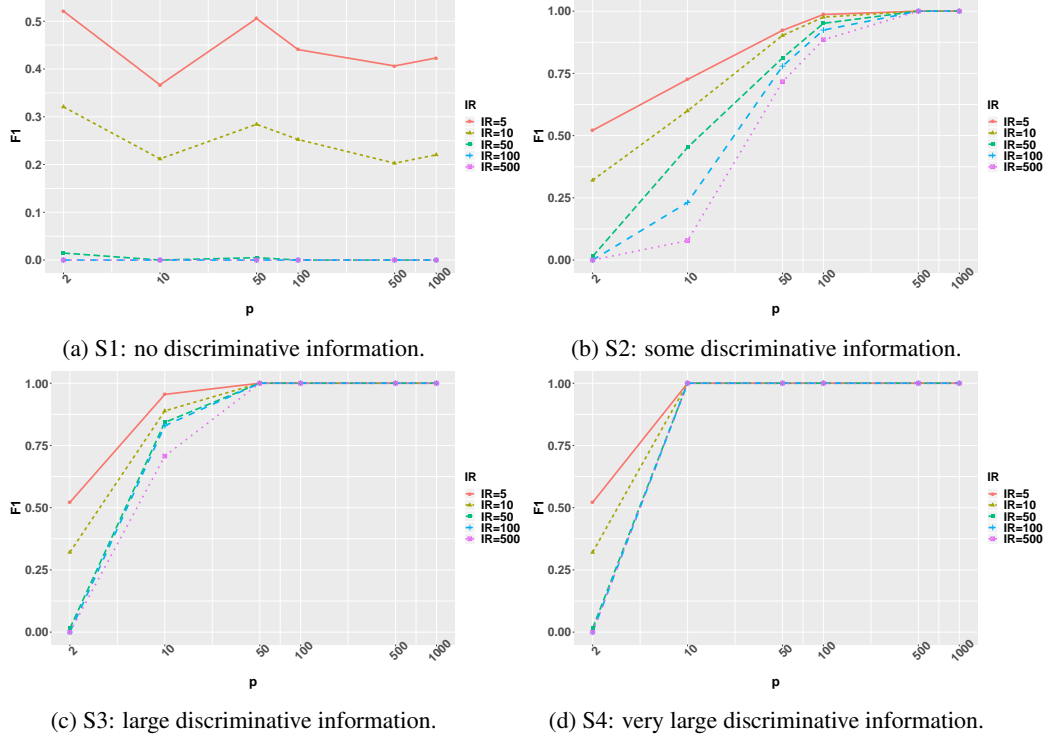 0.5
0.4
0.3
0.2
0.1
0.0
F1
2
10
50
100
500
1000
p
IR
IR=5
IR=10
IR=50
IR=100
IR=500
(a) S1: no discriminative information.
1.00
0.75
0.50
0.25
0.00
F1
2
10
50
100
500
1000
p
IR
IR=5
IR=10
IR=50
IR=100
IR=500
(b) S2: some discriminative information.
1.00
0.75
0.50
0.25
0.00
F1
2
10
50
100
500
1000
p
IR
IR=5
IR=10
IR=50
IR=100
IR=500
(c) S3: large discriminative information.
1.00
0.75
0.50
0.25
0.00
F1
2
10
50
100
500
1000
p
IR
IR=5
IR=10
IR=50
IR=100
IR=500
(d) S4: very large discriminative information.